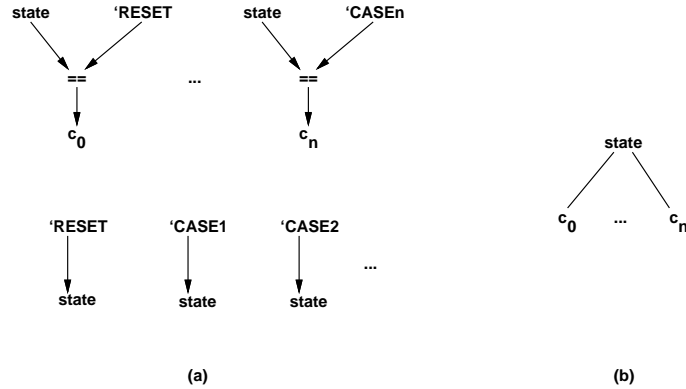 state ‘RESET state ‘CASEn
== ... ==
c0 cn
state
c0 ... cn
‘RESET ‘CASE1 ‘CASE2
...
state state state
(a) (b)